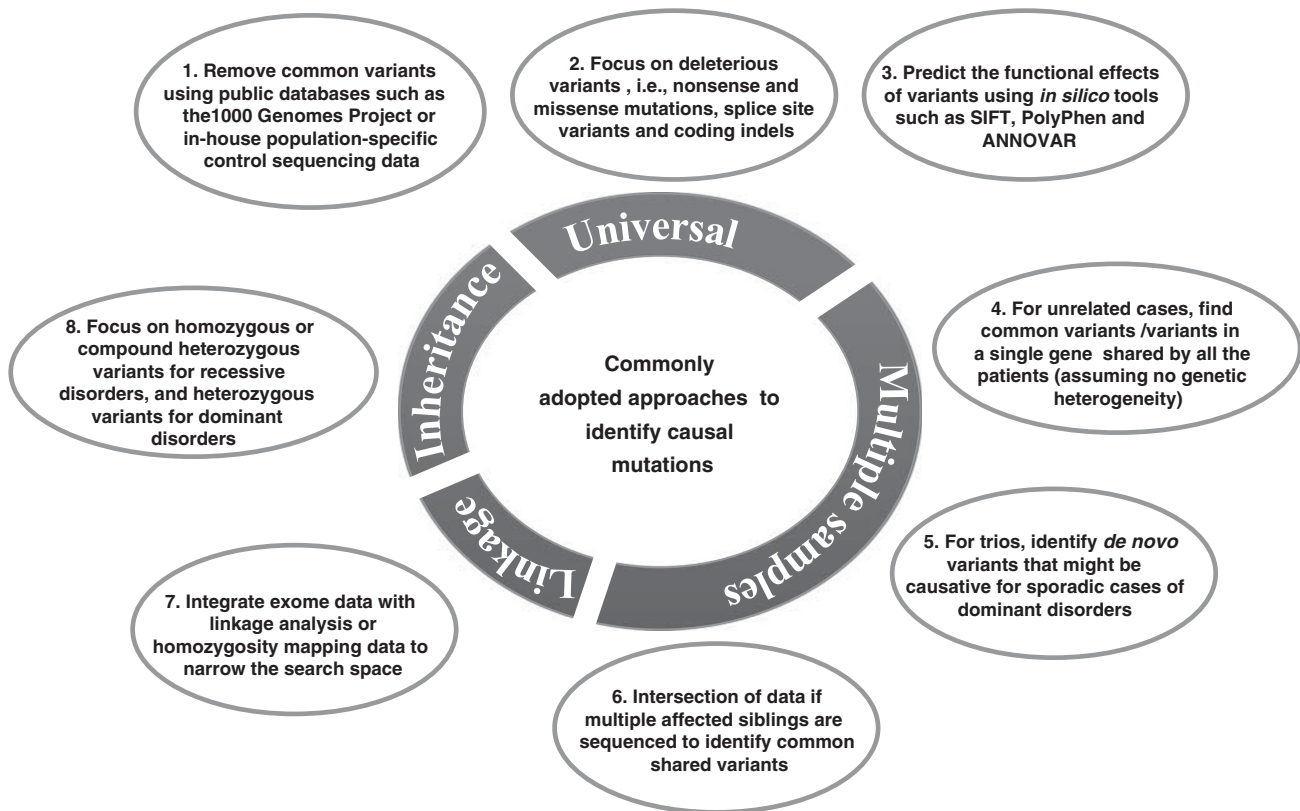 1. Remove common variants
using public databases such as
the1000 Genomes Project or
in-house population-specific
control sequencing data
2. Focus on deleterious
variants , i.e., nonsense and
missense mutations, splice site
variants and coding indels
3. Predict the functional effects
of variants using in silico tools
such as SIFT, PolyPhen and
ANNOVAR
Universal
Inheritance
Multiple samples
Linkage
Commonly
adopted approaches to
identify causal
mutations
4. For unrelated cases, find
common variants /variants in
a single gene shared by all the
patients (assuming no genetic
heterogeneity)
5. For trios, identify de novo
variants that might be
causative for sporadic cases of
dominant disorders
6. Intersection of data if
multiple affected siblings are
sequenced to identify common
shared variants
7. Integrate exome data with
linkage analysis or
homozygosity mapping data to
narrow the search space
8. Focus on homozygous or
compound heterozygous
variants for recessive
disorders, and heterozygous
variants for dominant
disorders